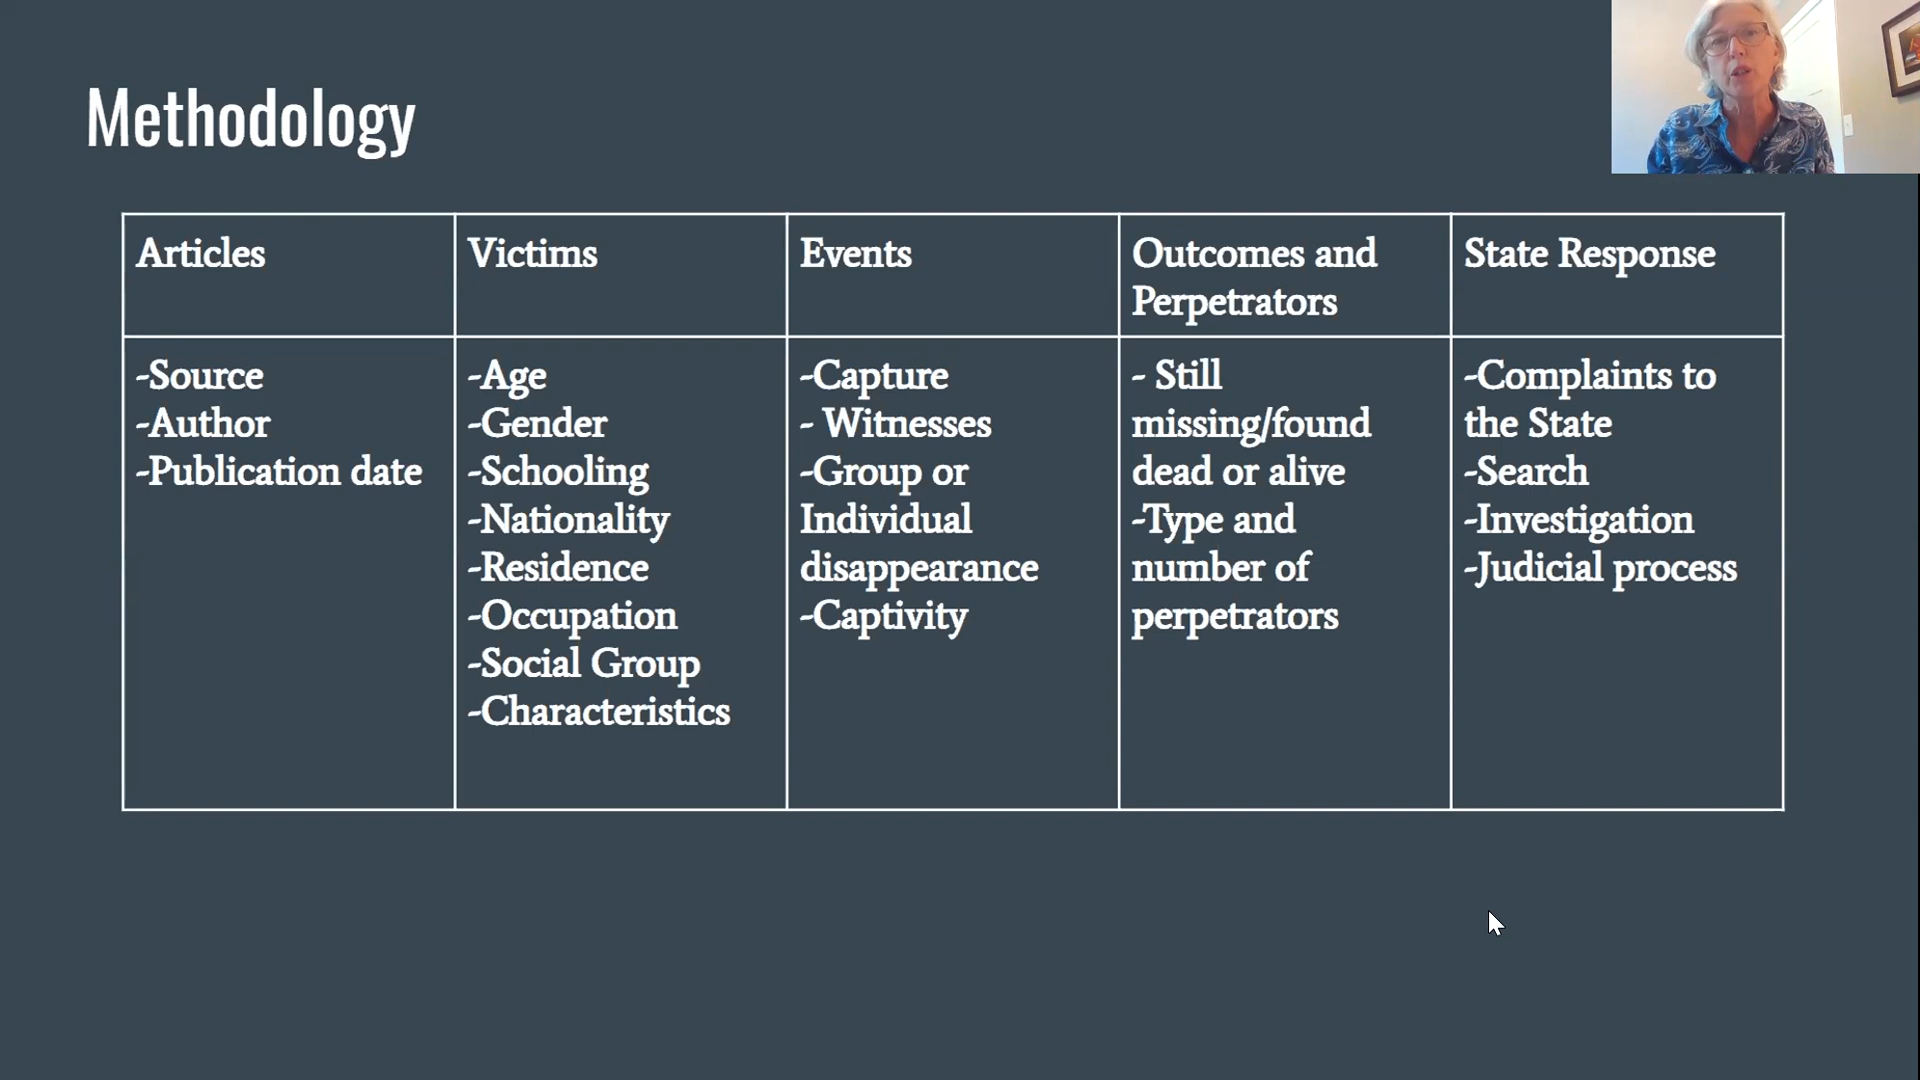 Methodology
Articles
Victims
Events
Outcomes and
Perpetrators
State Response
-Source
-Author
-Publication date
-Age
-Gender
-Schooling
-Nationality
-Residence
-Occupation
-Social Group
-Characteristics
-Capture
- Witnesses
-Group or
Individual
disappearance
-Captivity
- Still
missing/found
dead or alive
-Type and
number of
perpetrators
-Complaints to
the State
-Search
-Investigation
-Judicial process